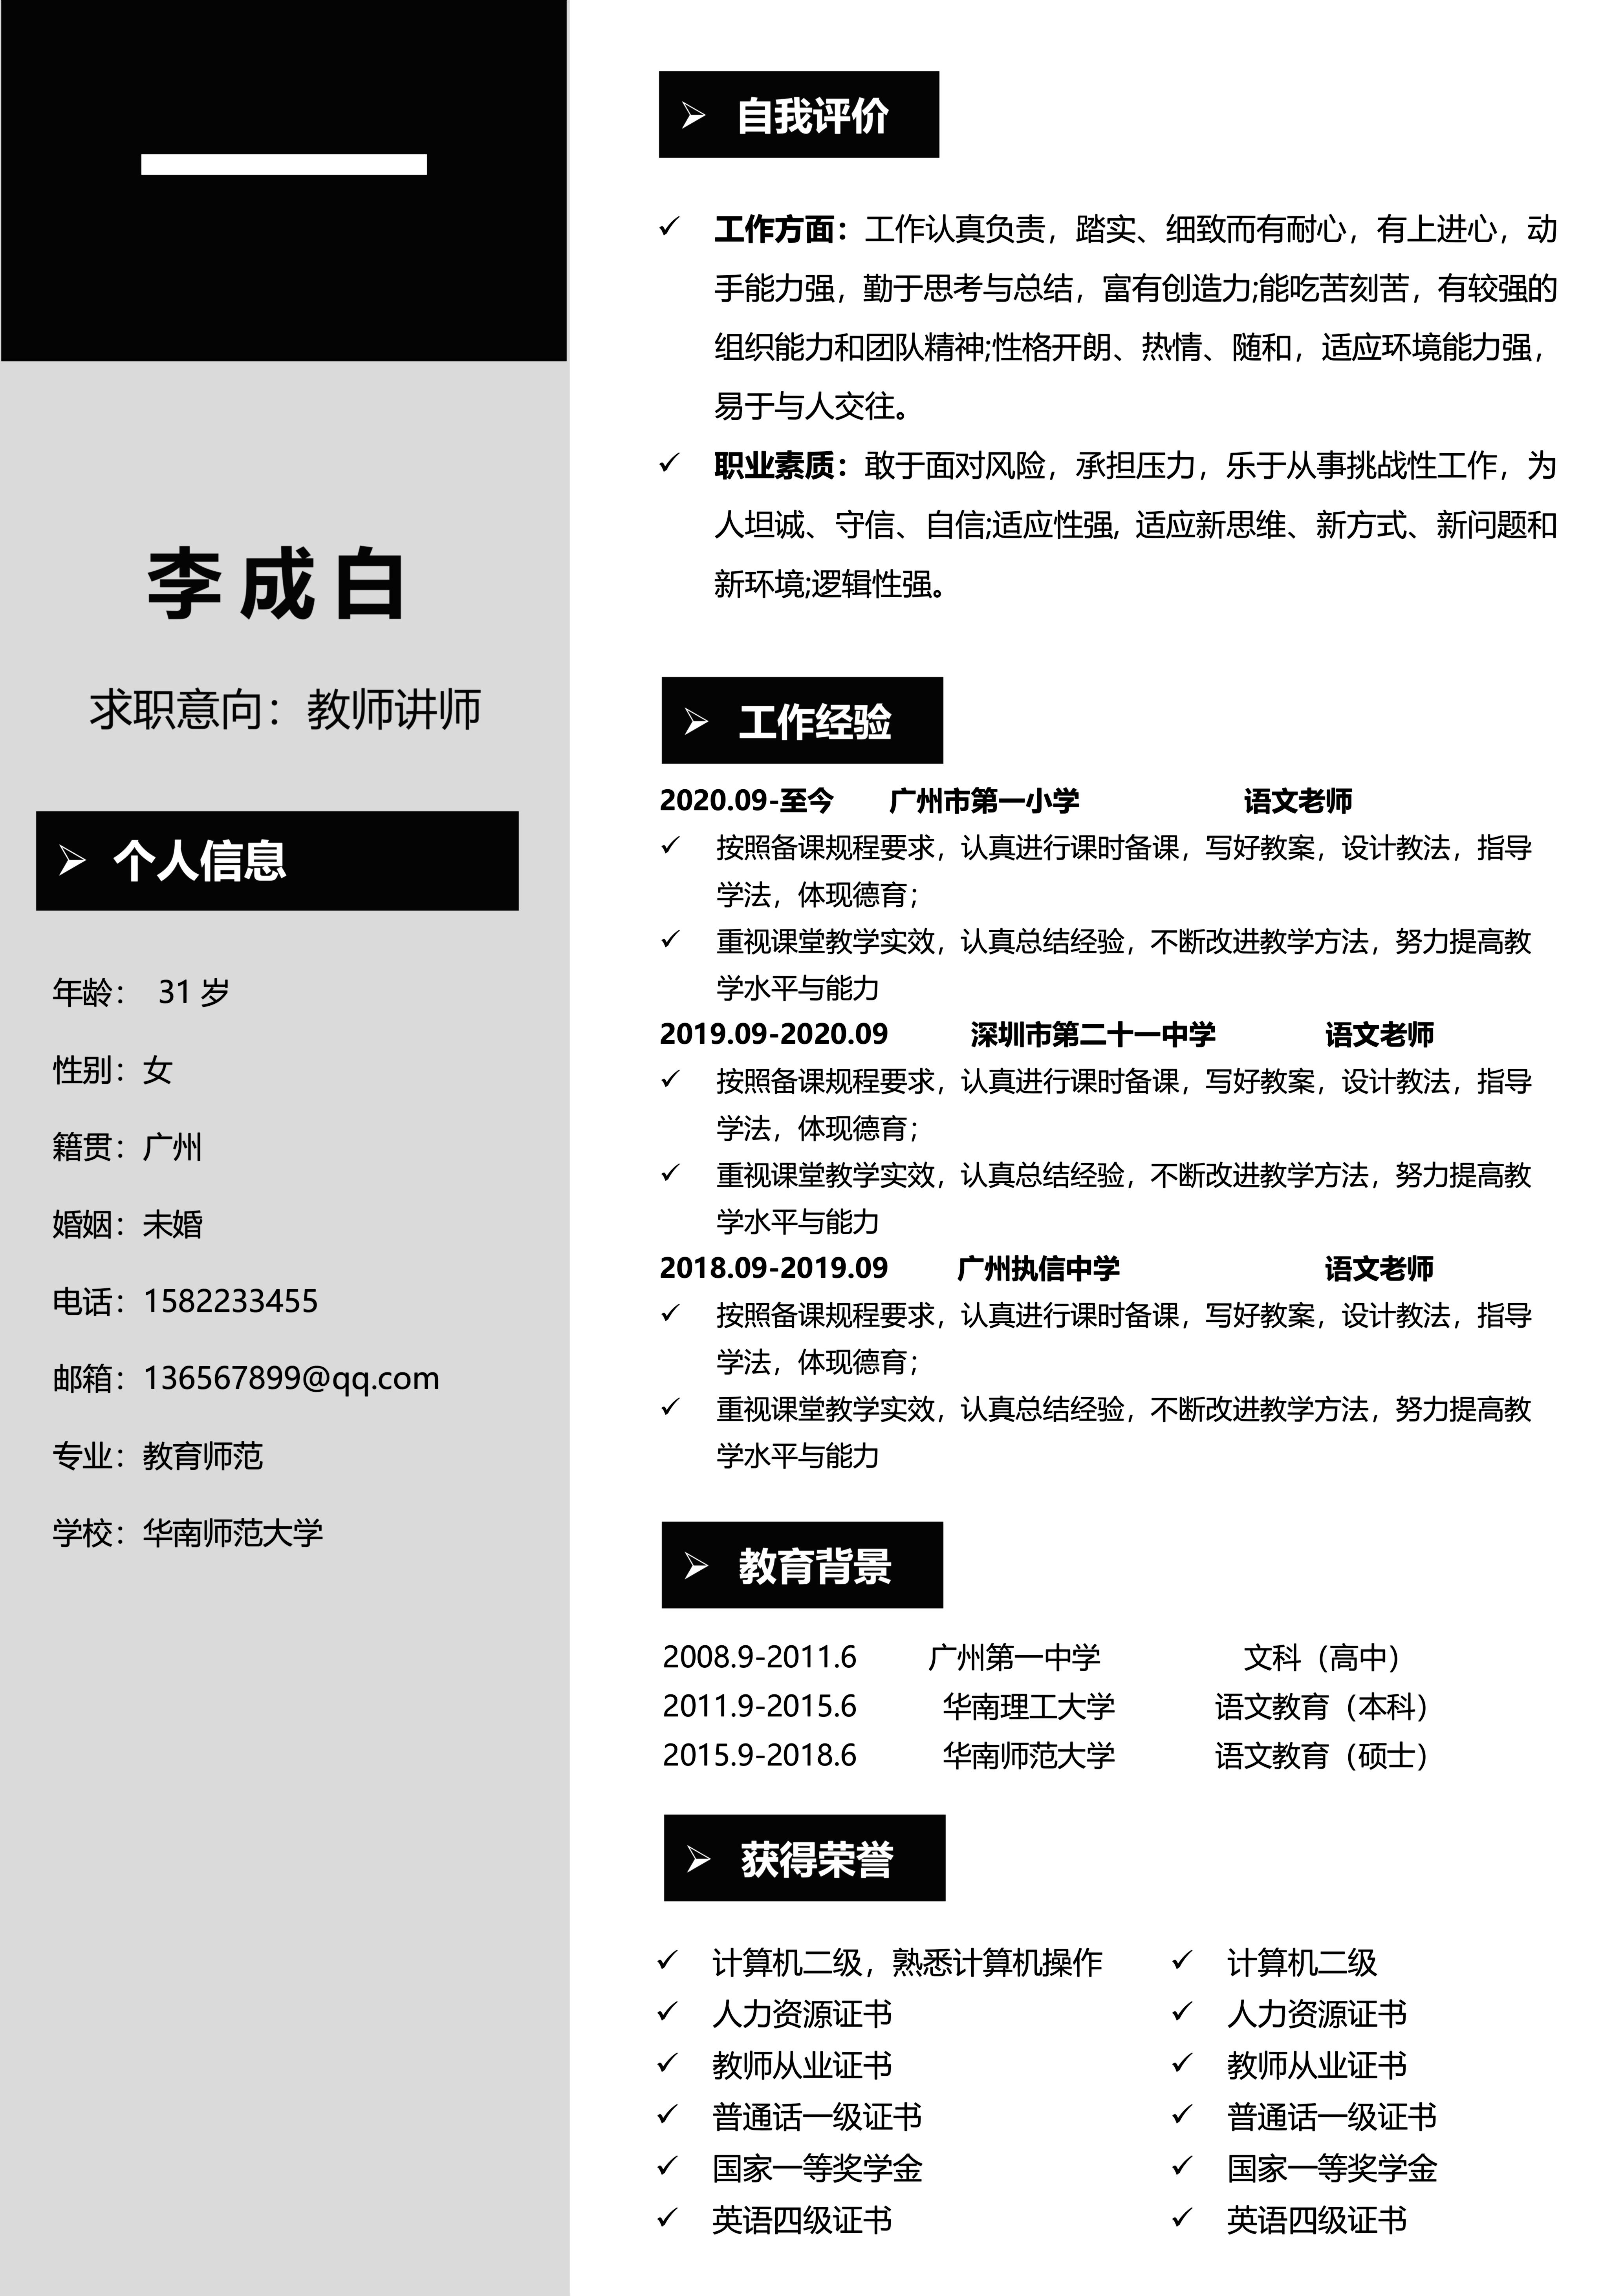 李成白
求职意向：教师讲师
个人信息
年龄： 31 岁
性别：女
籍贯：广州
婚姻：未婚
电话：1582233455
邮箱：136567899@qq.com
专业：教育师范
学校：华南师范大学
自我评价
工作方面：工作认真负责，踏实、细致而有耐心，有上进心，动
手能力强，勤于思考与总结，富有创造力;能吃苦刻苦，有较强的
组织能力和团队精神;性格开朗、热情、随和，适应环境能力强，
易于与人交往。
职业素质：敢于面对风险，承担压力，乐于从事挑战性工作，为
人坦诚、守信、自信;适应性强, 适应新思维、新方式、新问题和
新环境;逻辑性强。
工作经验
2020.09-至今 广州市第一小学 语文老师
按照备课规程要求，认真进行课时备课，写好教案，设计教法，指导
学法，体现德育；
重视课堂教学实效，认真总结经验，不断改进教学方法，努力提高教
学水平与能力
2019.09-2020.09 深圳市第二十一中学 语文老师
按照备课规程要求，认真进行课时备课，写好教案，设计教法，指导
学法，体现德育；
重视课堂教学实效，认真总结经验，不断改进教学方法，努力提高教
学水平与能力
2018.09-2019.09 广州执信中学 语文老师
按照备课规程要求，认真进行课时备课，写好教案，设计教法，指导
学法，体现德育；
重视课堂教学实效，认真总结经验，不断改进教学方法，努力提高教
学水平与能力
教育背景
2008.9-2011.6 广州第一中学 文科（高中）
2011.9-2015.6 华南理工大学 语文教育（本科）
2015.9-2018.6 华南师范大学 语文教育（硕士）
获得荣誉
计算机二级，熟悉计算机操作
人力资源证书
教师从业证书
普通话一级证书
国家一等奖学金
英语四级证书
计算机二级
人力资源证书
教师从业证书
普通话一级证书
国家一等奖学金
英语四级证书